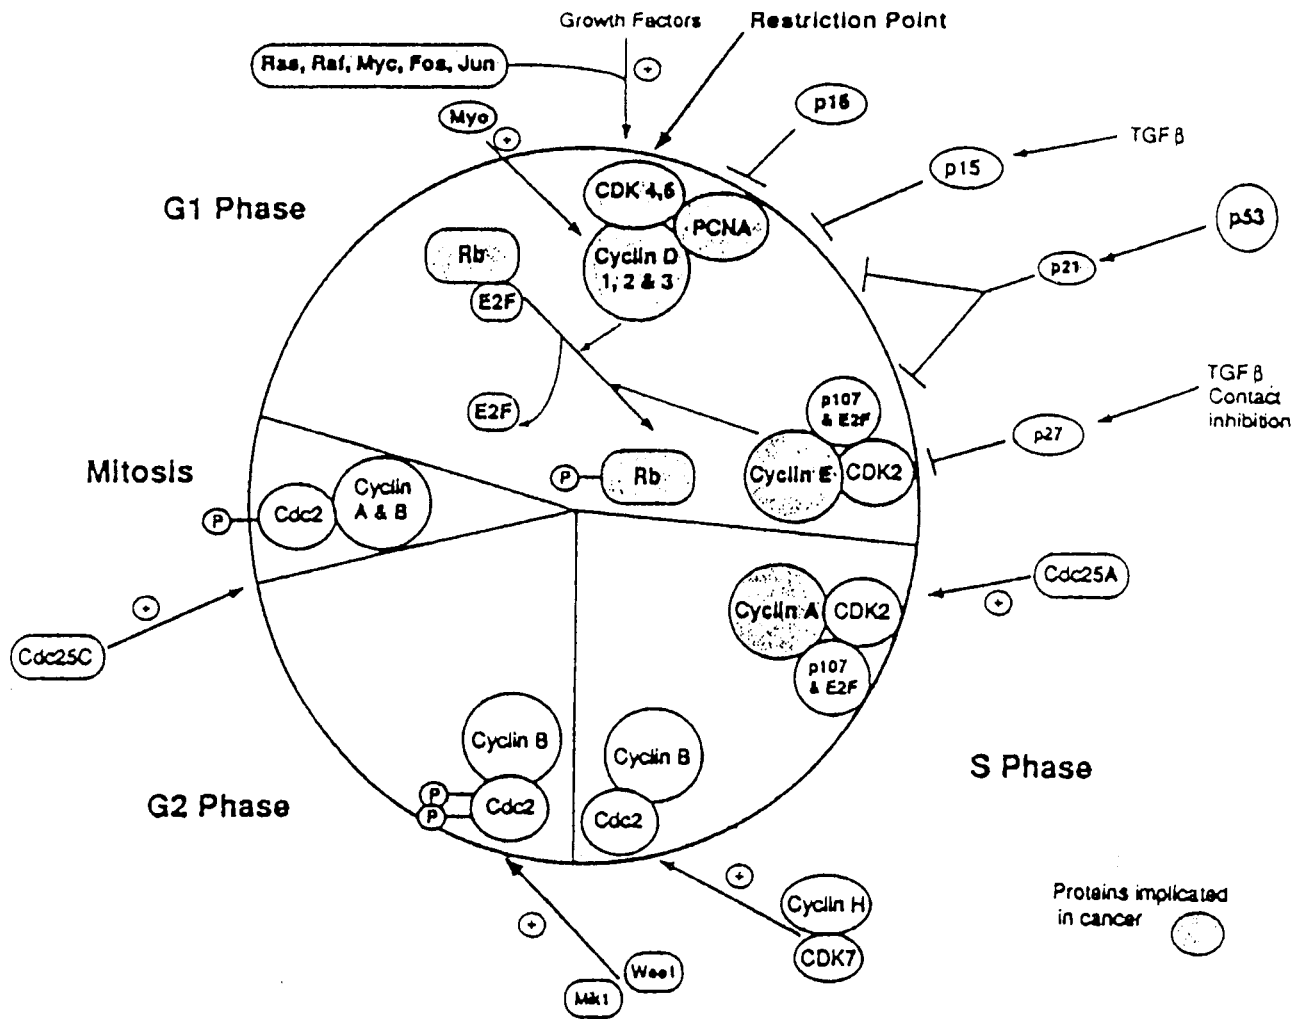 Growth Factors
Restriction Point
Ras, Raf, Myc, Fos, Jun
+
Myc
+
p16
TGF β
p15
G1 Phase
CDK 4,6
PCNA
p53
Rb
Cyclin D
1, 2 & 3
p21
E2F
E2F
p107
& E2F
TGF β
Contact
inhibition
p27
Mitosis
P
Rb
Cyclin E
CDK2
Cyclin
A & B
Cdc2
P
Cdc25A
+
Cyclin A
CDK2
+
Cdc25C
p107
& E2F
Cyclin B
Cyclin B
S Phase
G2 Phase
P
P
Cdc2
Cdc2
+
Cyclin H
CDK7
+
Wee1
Mik1
Proteins implicated
in cancer